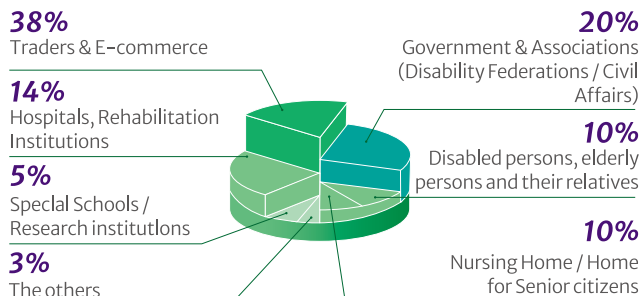 38%
Traders & E-commerce
14%
Hospitals, Rehabilitation
Institutions
5%
Special Schools /
Research institutlons
3%
The others
20%
Government & Associations
(Disability Federations / Civil
Affairs)
10%
Disabled persons, elderly
persons and their relatives
10%
Nursing Home / Home
for Senior citizens